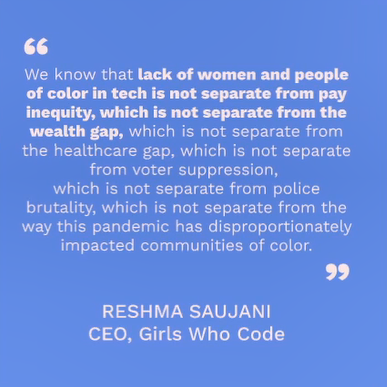 “
We know that lack of women and people
of color in tech is not separate from pay
inequity, which is not separate from the
wealth gap, which is not separate from
the healthcare gap, which is not separate
from voter suppression,
which is not separate from police
brutality, which is not separate from the
way this pandemic has disproportionately
impacted communities of color.
”
RESHMA SAUJANI
CEO, Girls Who Code